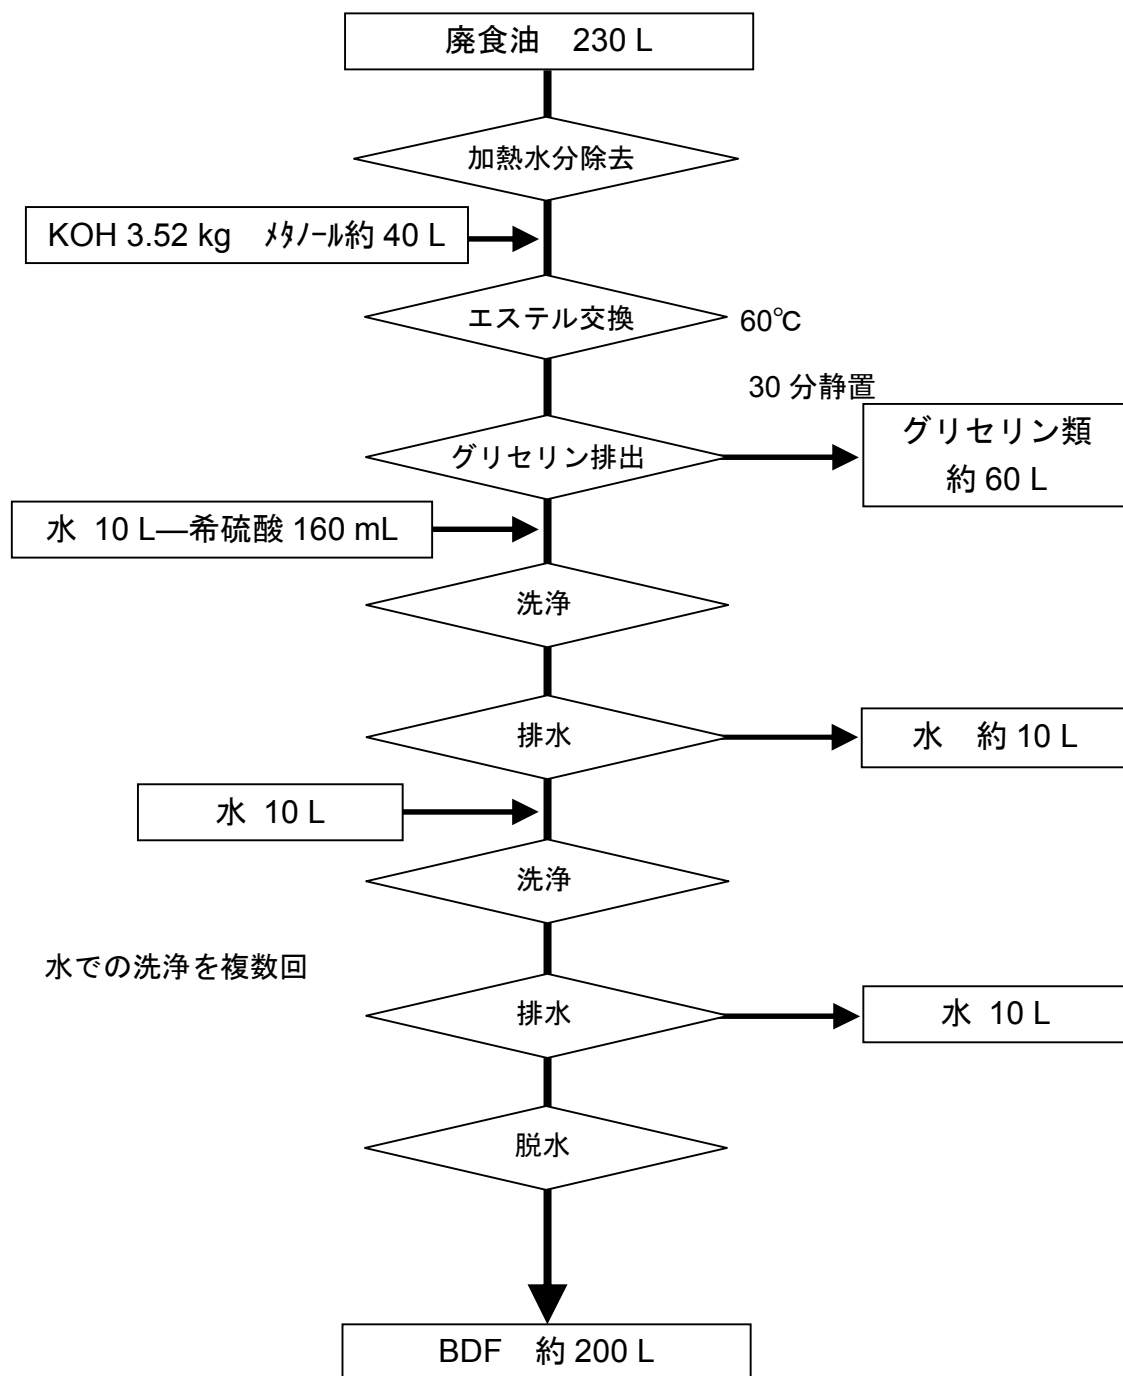 廃食油　230 L
加熱水分除去
KOH 3.52 kg　ﾒﾀﾉｰﾙ約 40 L
エステル交換
60℃
30 分静置
グリセリン排出
グリセリン類
約 60 L
水 10 L―希硫酸 160 mL
洗浄
排水
水　約 10 L
水 10 L
洗浄
水での洗浄を複数回
排水
水 10 L
脱水
BDF　約 200 L